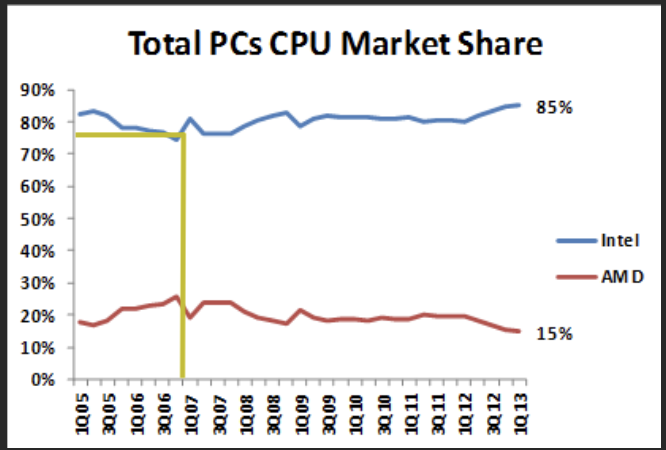 Total PCs CPU Market Share
90%
80%
70%
60%
50%
40%
30%
20%
10%
0%
85%
15%
Intel
AMD
1Q05
3Q05
1Q06
3Q06
1Q07
3Q07
1Q08
3Q08
1Q09
3Q09
1Q10
3Q10
1Q11
3Q11
1Q12
3Q12
1Q13